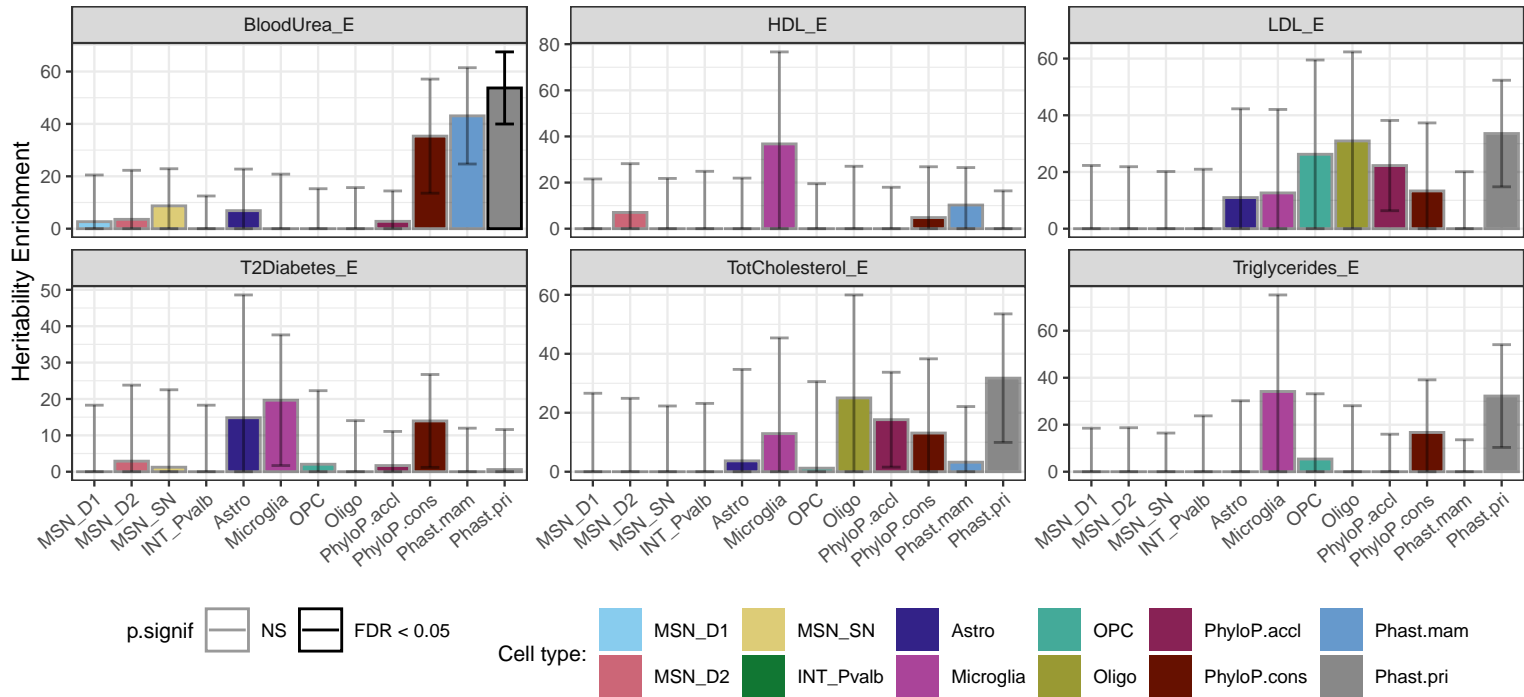 BloodUrea_E HDL_E LDL_E
Heritability Enrichment
60
40
20
0
80
60
40
20
0
60
40
20
0
T2Diabetes_E TotCholesterol_E Triglycerides_E
50
40
30
20
10
0
60
40
20
0
60
40
20
0
MSN_D1 MSN_D2 MSN_SN INT_Pvalb Astro Microglia OPC Oligo PhyloP.accl PhyloP.cons Phast.mam Phast.pri
MSN_D1 MSN_D2 MSN_SN INT_Pvalb Astro Microglia OPC Oligo PhyloP.accl PhyloP.cons Phast.mam Phast.pri
MSN_D1 MSN_D2 MSN_SN INT_Pvalb Astro Microglia OPC Oligo PhyloP.accl PhyloP.cons Phast.mam Phast.pri
p.signif NS FDR < 0.05
Cell type:
MSN_D1 MSN_SN Astro OPC PhyloP.accl Phast.mam
MSN_D2 INT_Pvalb Microglia Oligo PhyloP.cons Phast.pri